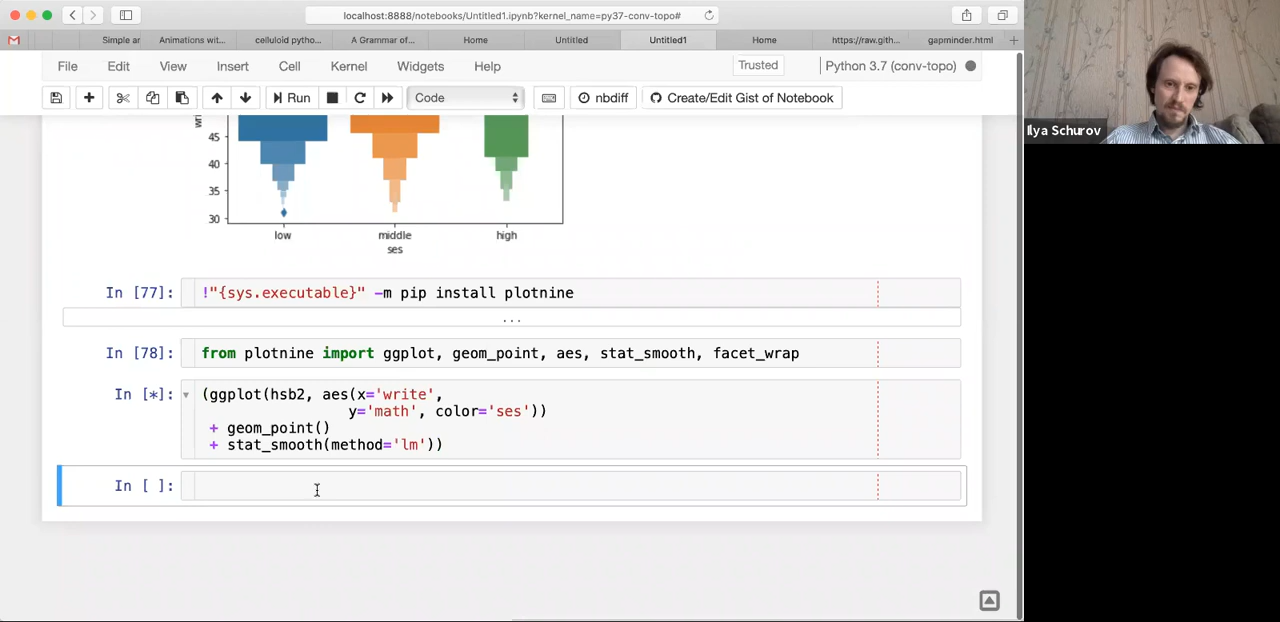 localhost:8888/notebooks/Untitled1.ipynb?kernel_name=py37-conv-topo#
Simple ar
Animations wit...
celluloid pytho...
A Grammar of...
Home
Untitled
Untitled1
Home
https://raw.gith...
gapminder.html
File Edit View Insert Cell Kernel Widgets Help
Trusted
Python 3.7 (conv-topo)
Run
Code
nbdiff
Create/Edit Gist of Notebook
Ilya Schurov
45
40
35
30
low middle high
ses
In [77]: !"{sys.executable}" -m pip install plotnine
...
In [78]: from plotnine import ggplot, geom_point, aes, stat_smooth, facet_wrap
In [*]: (ggplot(hsb2, aes(x='write',
y='math', color='ses'))
+ geom_point()
+ stat_smooth(method='lm'))
In [ ]: